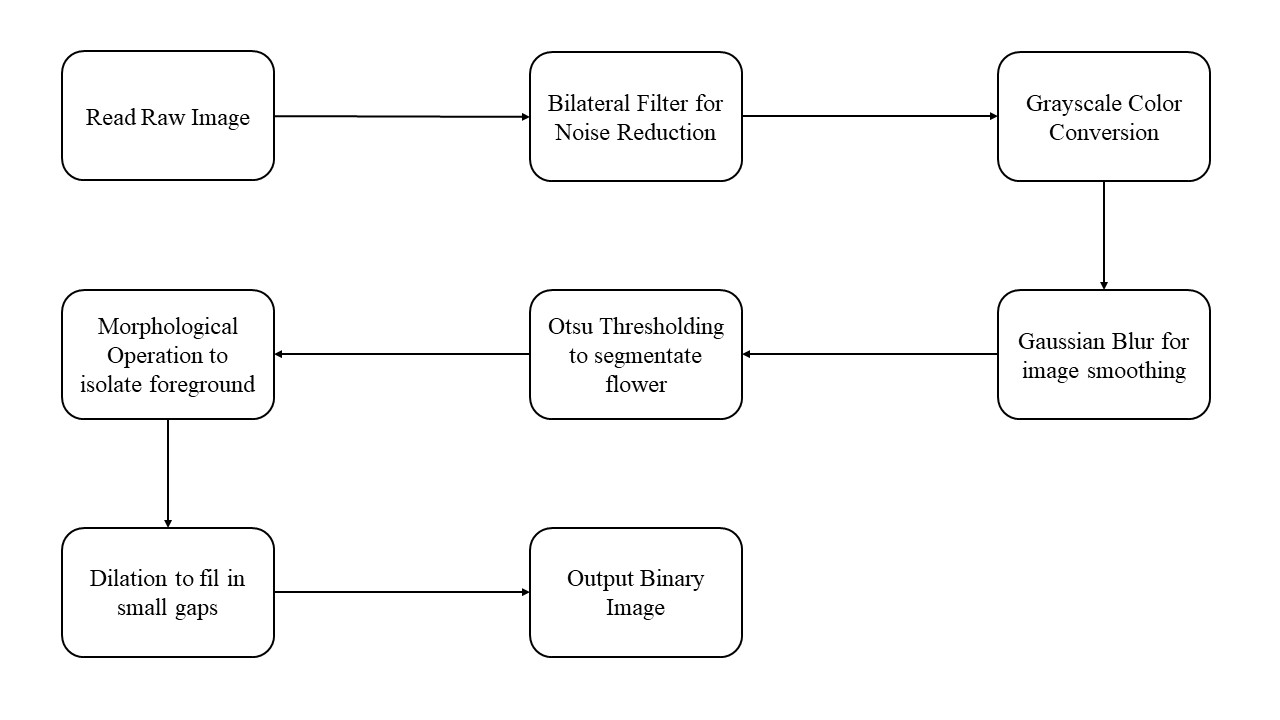 Read Raw Image
Bilateral Filter for
Noise Reduction
Grayscale Color
Conversion
Gaussian Blur for
image smoothing
Otsu Thresholding
to segmentate
flower
Morphological
Operation to
isolate foreground
Dilation to fil in
small gaps
Output Binary
Image